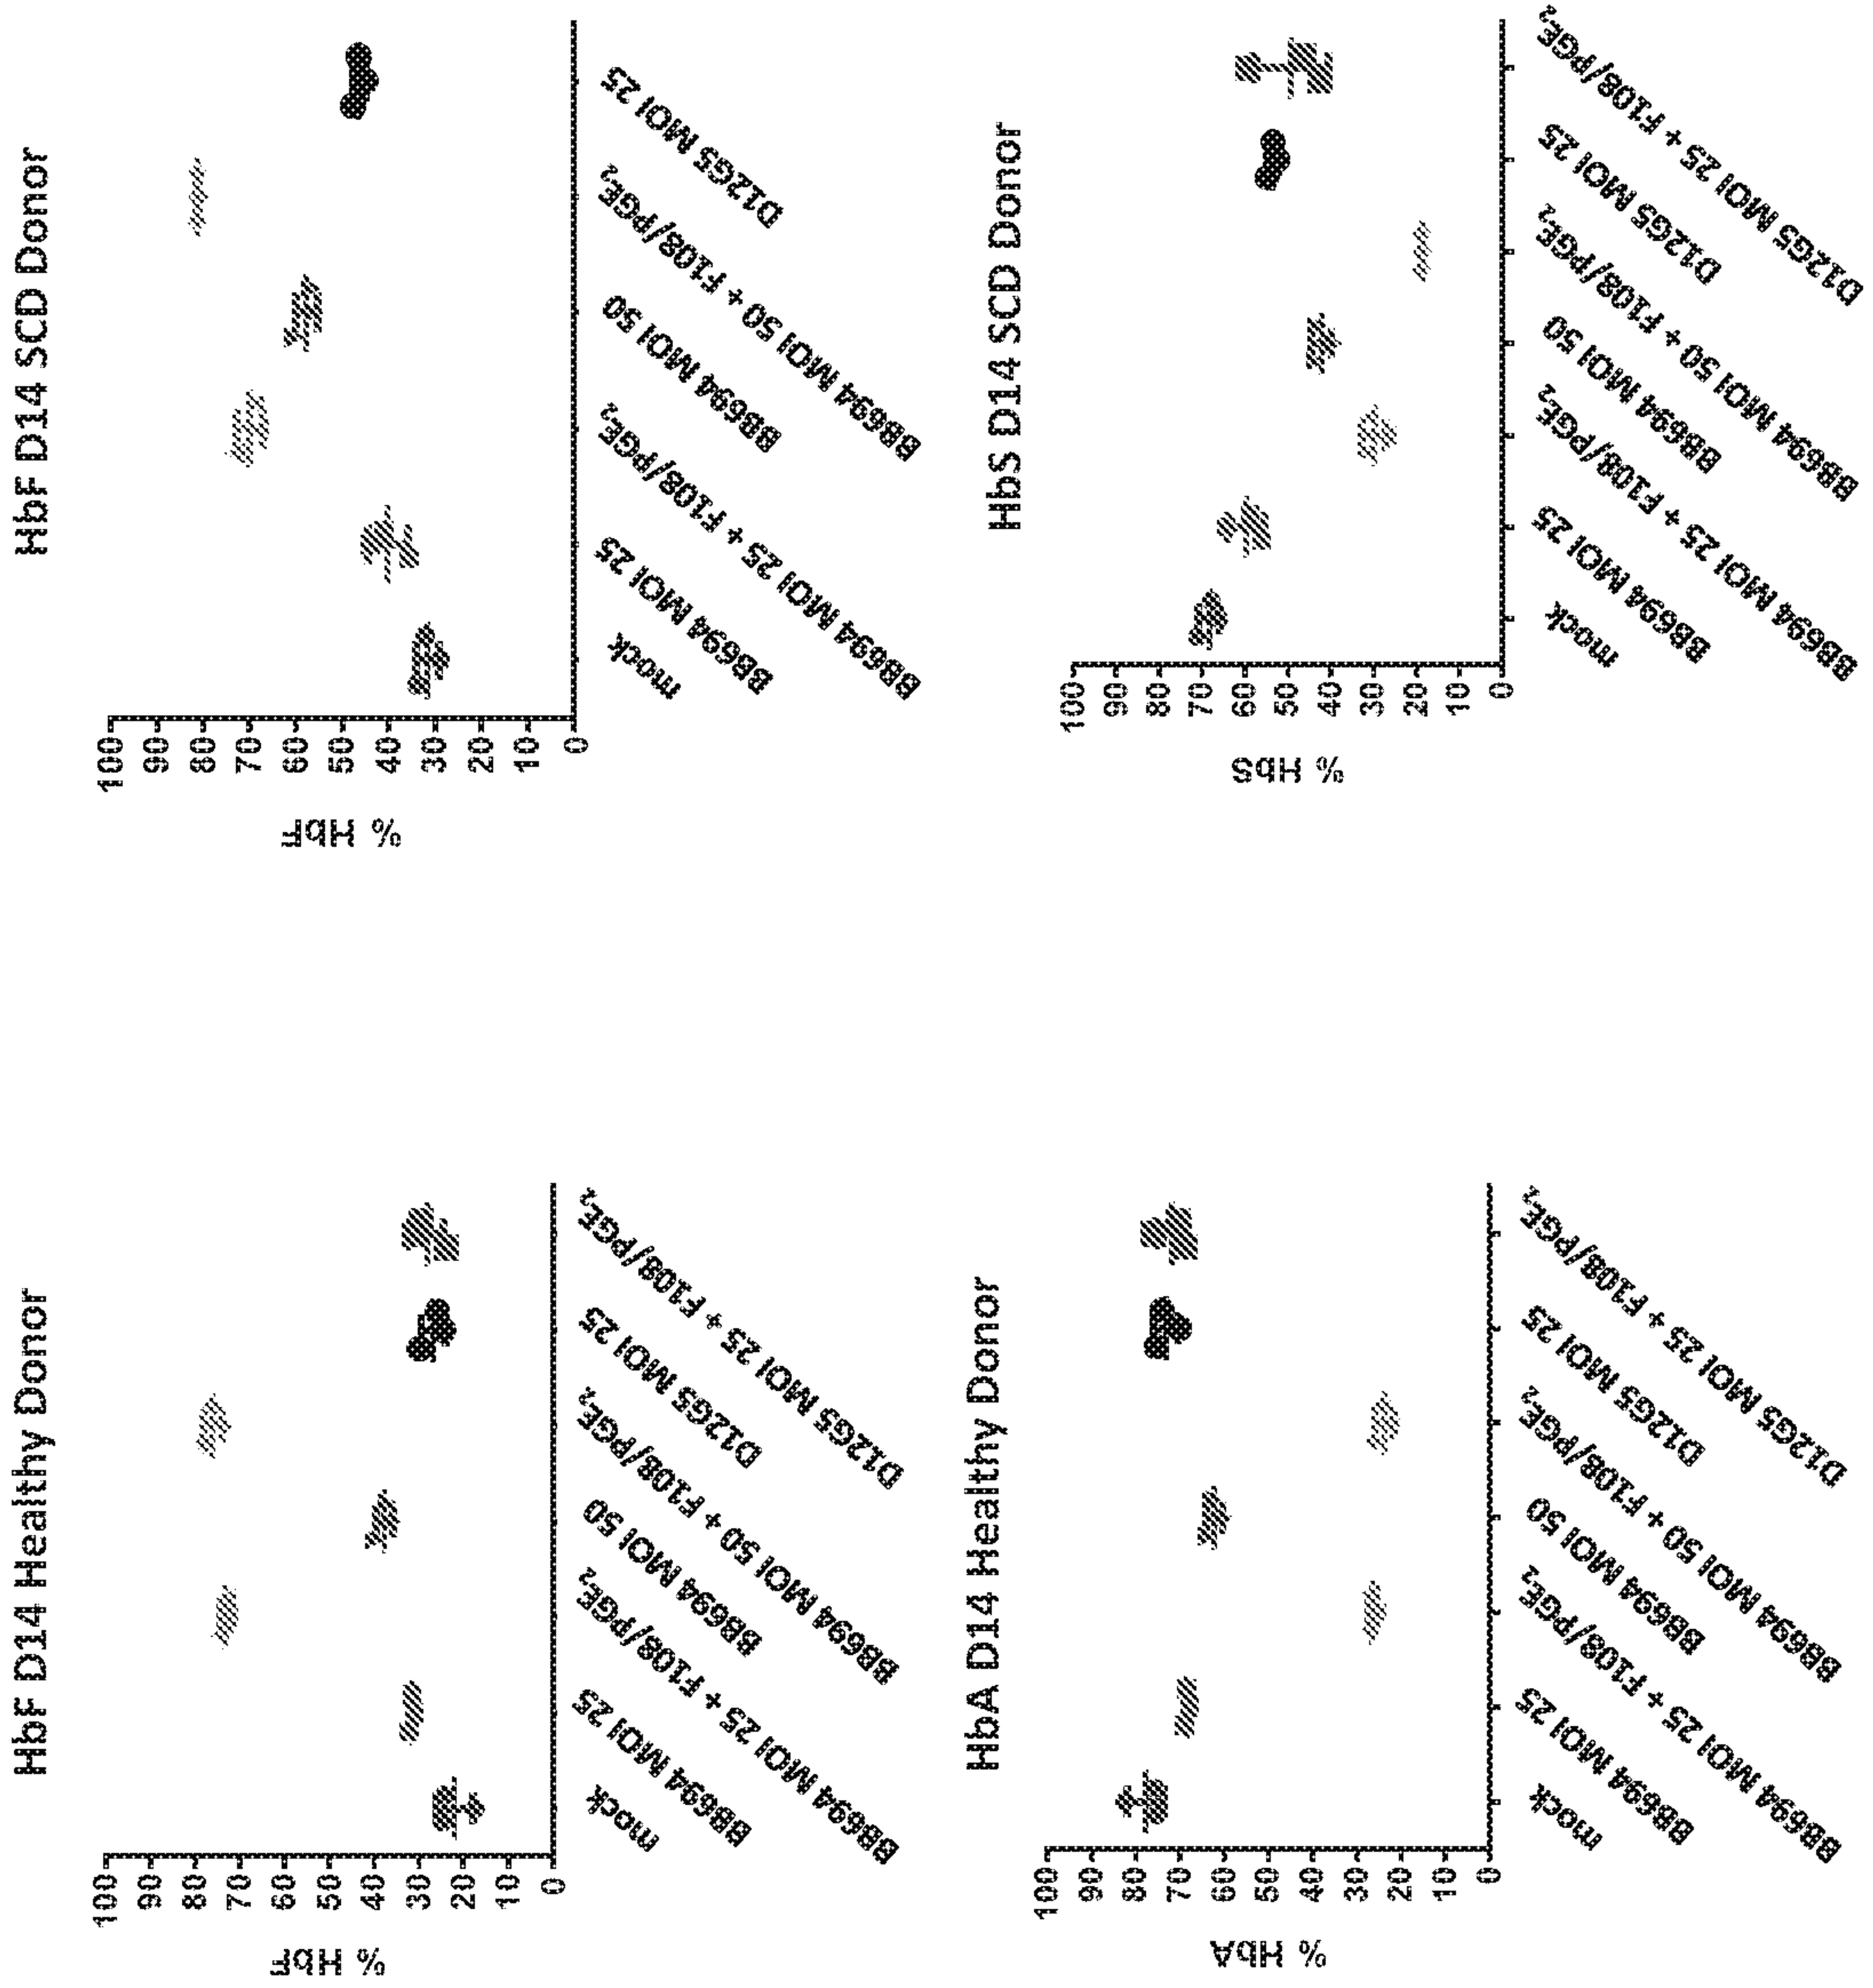 HbF D14 Healthy Donor
% HbF
100
90
80
70
60
50
40
30
20
10
0
mock
BB694 MOI 25
BB694 MOI 25 + F108/PGE₂
BB694 MOI 50
BB694 MOI 50 + F108/PGE₂
D12G5 MOI 25
D12G5 MOI 25 + F108/PGE₂
HbF D14 SCD Donor
% HbF
100
90
80
70
60
50
40
30
20
10
0
mock
BB694 MOI 25
BB694 MOI 25 + F108/PGE₂
BB694 MOI 50
BB694 MOI 50 + F108/PGE₂
D12G5 MOI 25
HbA D14 Healthy Donor
% HbA
100
90
80
70
60
50
40
30
20
10
0
mock
BB694 MOI 25
BB694 MOI 25 + F108/PGE₂
BB694 MOI 50
BB694 MOI 50 + F108/PGE₂
D12G5 MOI 25
D12G5 MOI 25 + F108/PGE₂
HbS D14 SCD Donor
% HbS
100
90
80
70
60
50
40
30
20
10
0
mock
BB694 MOI 25
BB694 MOI 25 + F108/PGE₂
BB694 MOI 50
BB694 MOI 50 + F108/PGE₂
D12G5 MOI 25
D12G5 MOI 25 + F108/PGE₂